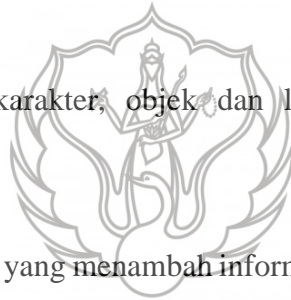 karakter, objek dan l
yang menambah inform